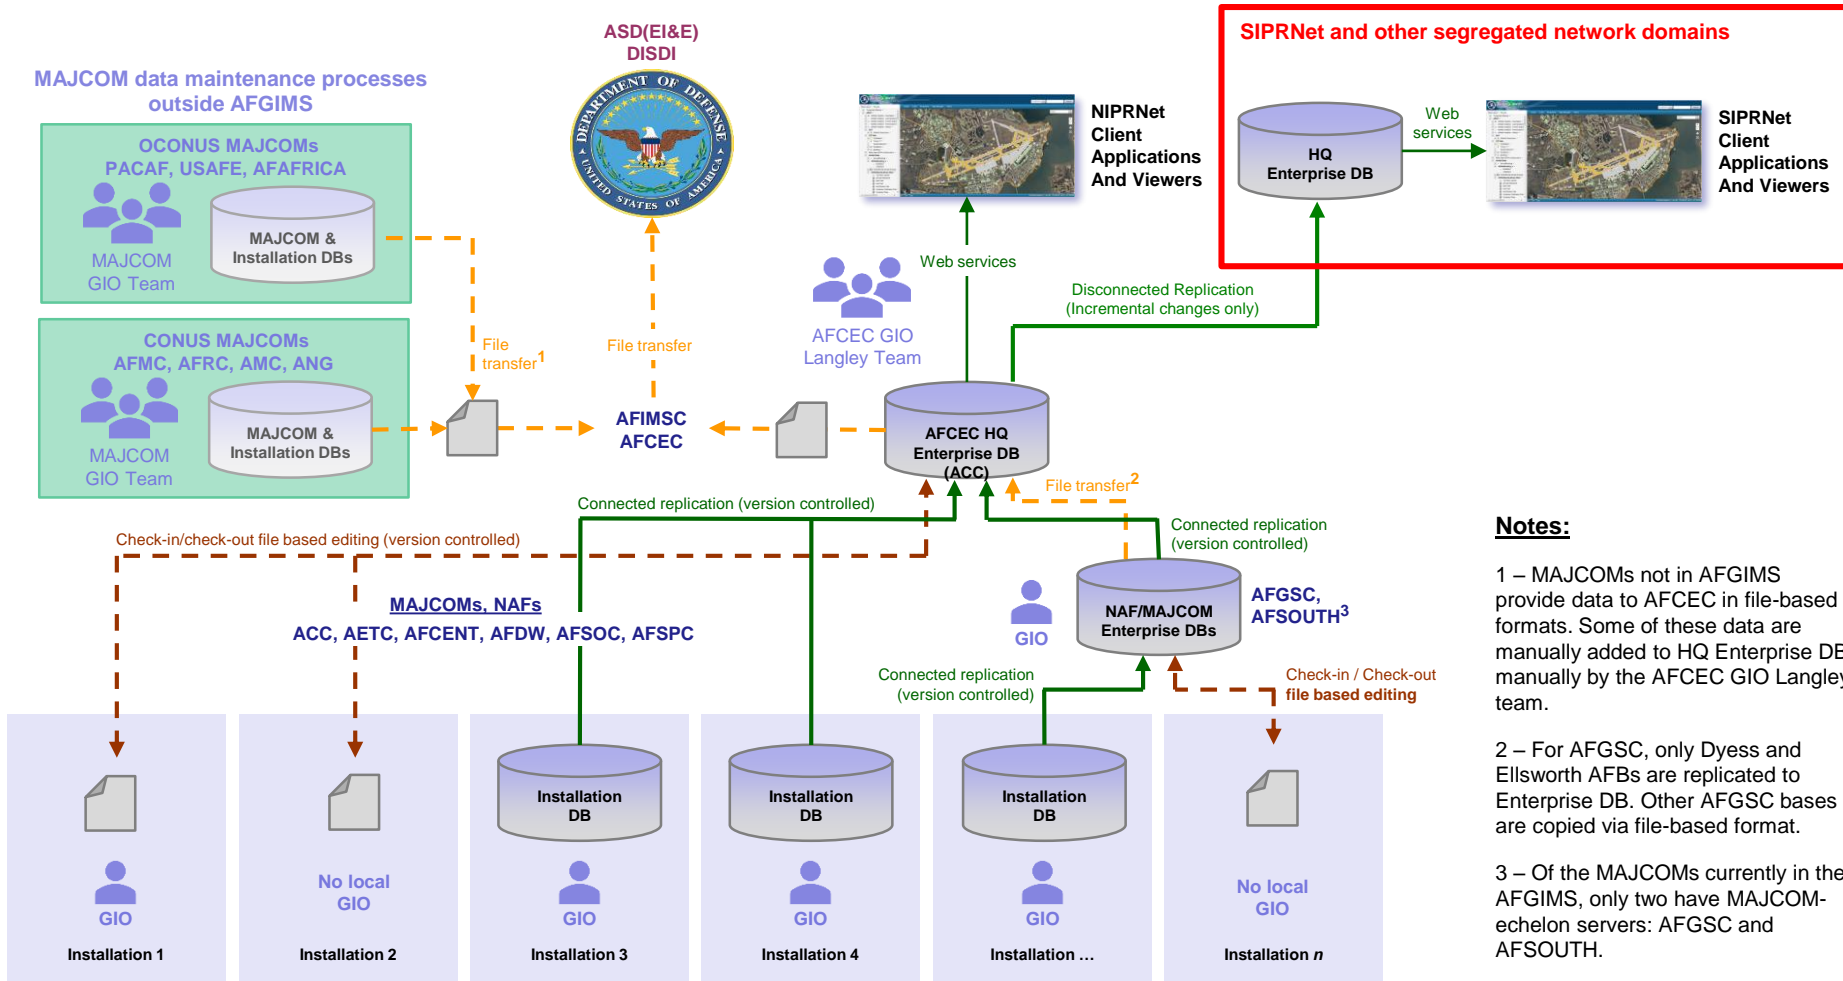 ASD(EI&E)
DISDI
SIPRNet and other segregated network domains
MAJCOM data maintenance processes
outside AFGIMS
DEPARTMENT OF DEFENSE
UNITED STATES OF AMERICA
OCONUS MAJCOMs
PACAF, USAFE, AFAFRICA
MAJCOM &
Installation DBs
MAJCOM
GIO Team
NIPRNet
Client
Applications
And Viewers
HQ
Enterprise DB
Web
services
SIPRNet
Client
Applications
And Viewers
CONUS MAJCOMs
AFMC, AFRC, AMC, ANG
MAJCOM &
Installation DBs
MAJCOM
GIO Team
File
transfer1
File transfer
Web services
AFCEC GIO
Langley Team
Disconnected Replication
(Incremental changes only)
AFIMSC
AFCEC
AFCEC HQ
Enterprise DB
(ACC)
File transfer2
Connected replication (version controlled)
Check-in/check-out file based editing (version controlled)
Connected replication
(version controlled)
MAJCOMs, NAFs
ACC, AETC, AFCENT, AFDW, AFSOC, AFSPC
GIO
NAF/MAJCOM
Enterprise DBs
AFGSC,
AFSOUTH3
Connected replication
(version controlled)
Check-in / Check-out
file based editing
GIO
Installation 1
No local
GIO
Installation 2
Installation
DB
GIO
Installation 3
Installation
DB
GIO
Installation 4
Installation
DB
GIO
Installation …
No local
GIO
Installation n
Notes:
1 – MAJCOMs not in AFGIMS
provide data to AFCEC in file-based
formats. Some of these data are
manually added to HQ Enterprise DB
manually by the AFCEC GIO Langley
team.
2 – For AFGSC, only Dyess and
Ellsworth AFBs are replicated to
Enterprise DB. Other AFGSC bases
are copied via file-based format.
3 – Of the MAJCOMs currently in the
AFGIMS, only two have MAJCOM-
echelon servers: AFGSC and
AFSOUTH.